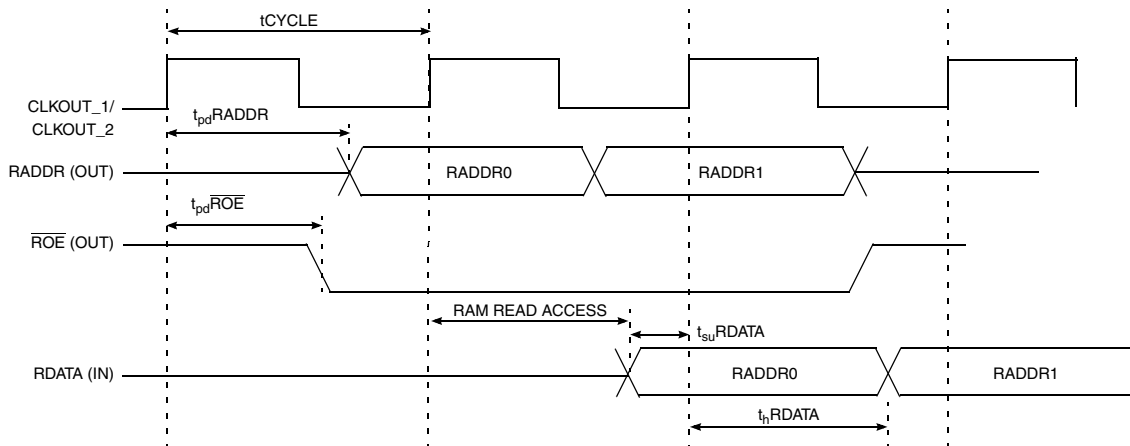 tCYCLE
CLKOUT_1/
CLKOUT_2
tpdRADDR
RADDR (OUT)
RADDR0
RADDR1
tpdROE
ROE (OUT)
RAM READ ACCESS
tsuRDATA
RDATA (IN)
RADDR0
RADDR1
thRDATA